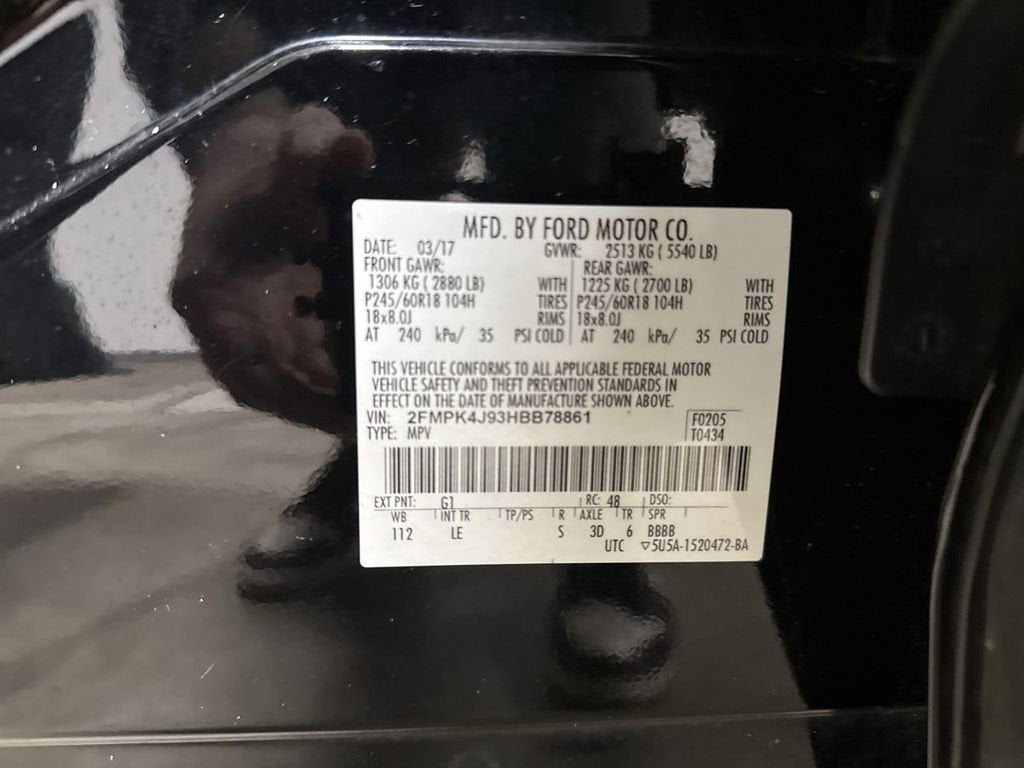 MFD. BY FORD MOTOR CO.
DATE: 03/17 GVWR: 2513 KG ( 5540 LB)
FRONT GAWR: REAR GAWR:
1306 KG ( 2880 LB) WITH 1225 KG ( 2700 LB) WITH
P245/60R18 104H TIRES P245/60R18 104H TIRES
18x8.0J RIMS 18x8.0J RIMS
AT 240 kPa/ 35 PSI COLD AT 240 kPa/ 35 PSI COLD
THIS VEHICLE CONFORMS TO ALL APPLICABLE FEDERAL MOTOR
VEHICLE SAFETY AND THEFT PREVENTION STANDARDS IN
EFFECT ON THE DATE OF MANUFACTURE SHOWN ABOVE.
VIN: 2FMPK4J93HBB78861 F0205
TYPE: MPV T0434
EXT PNT: G1 RC: 48 DSO:
WB INT TR TP/PS R AXLE TR SPR
112 LE S 3D 6 BBBB
UTC ▽5U5A-1520472-BA